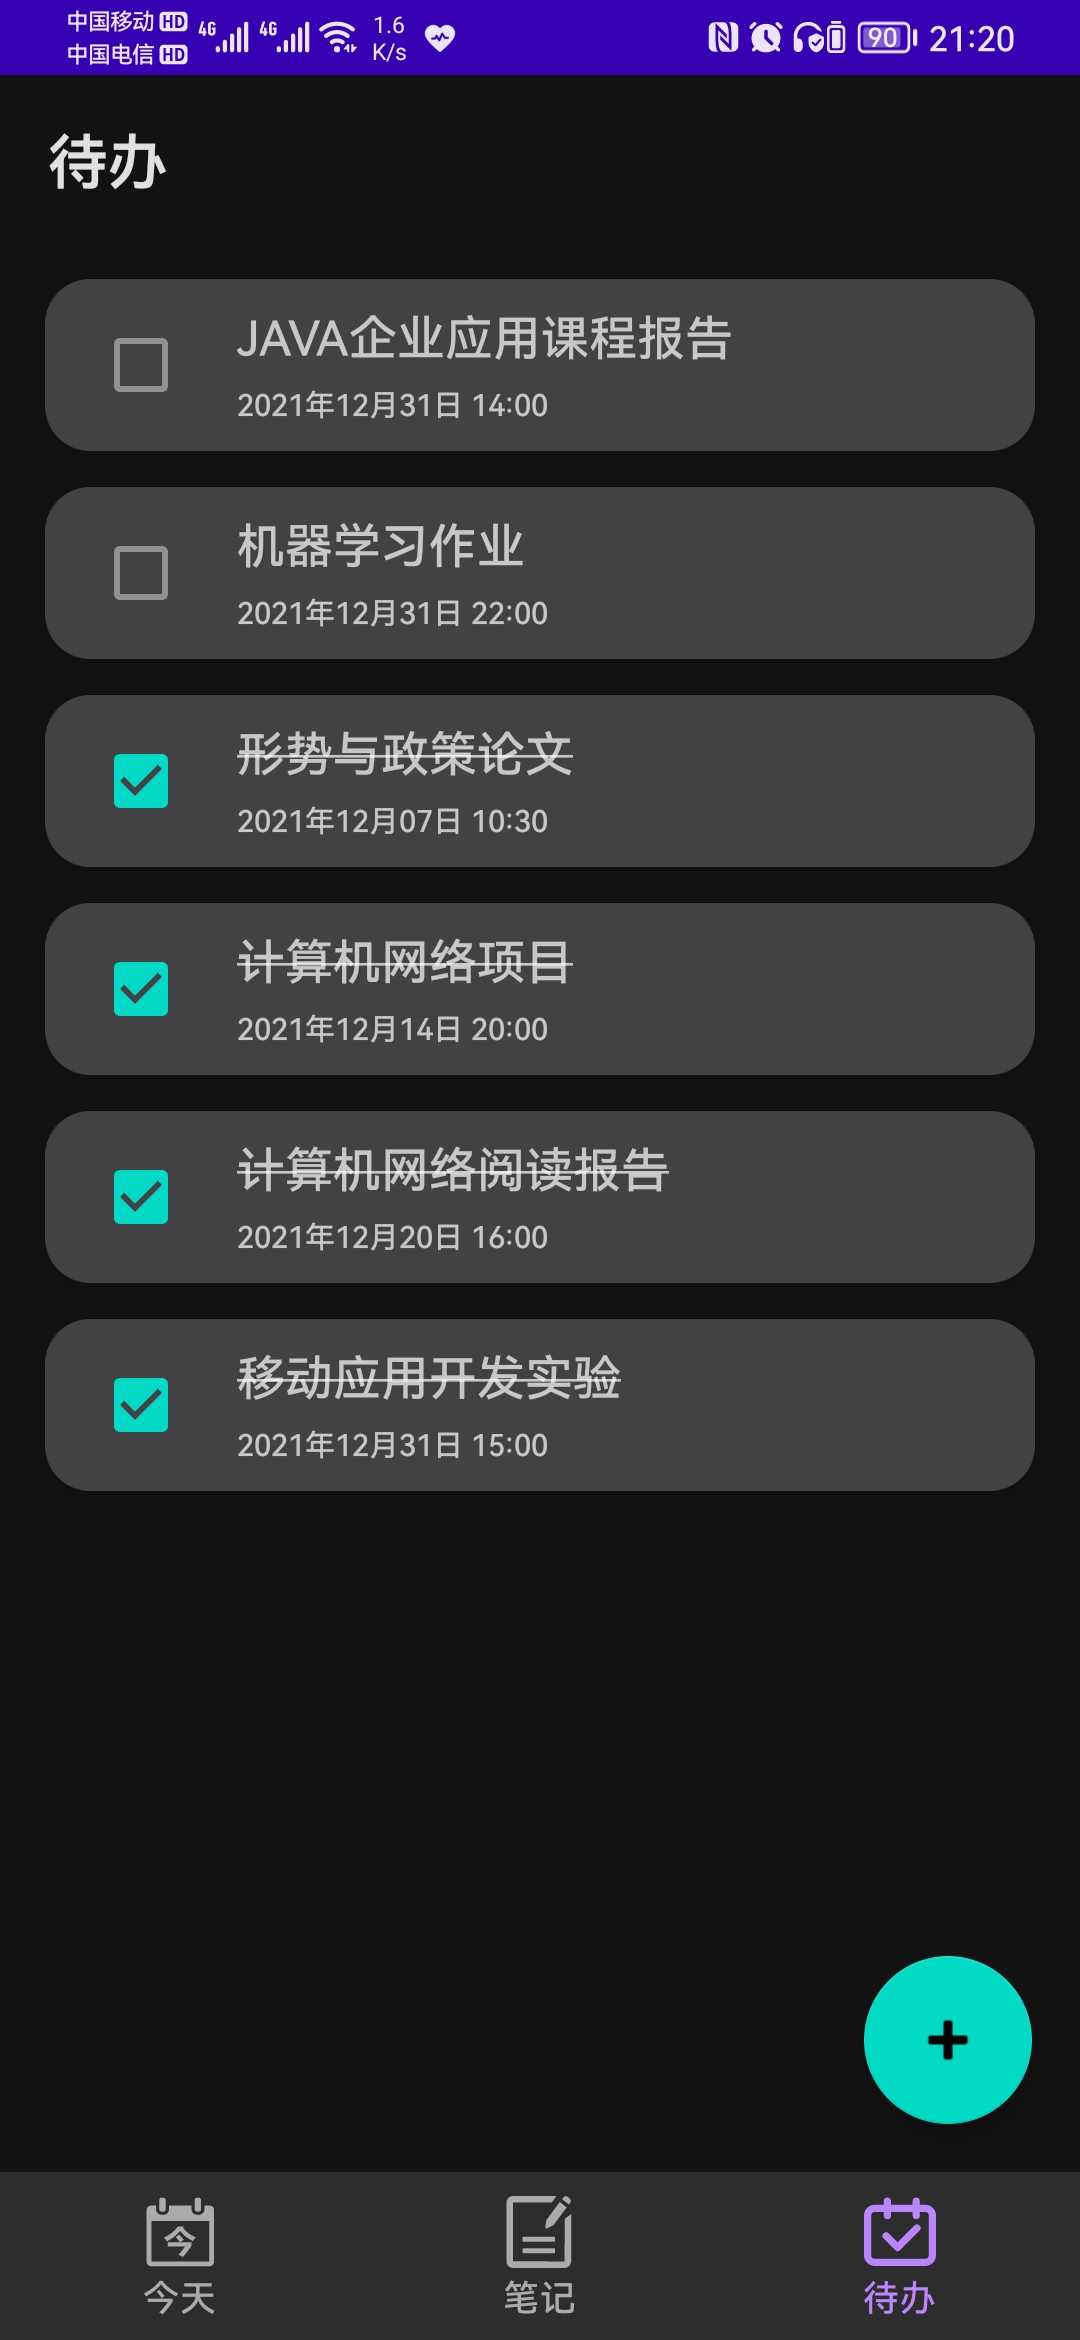 中国移动 HD 4G 4G 1.6 K/s 90 21:20
中国电信 HD
待办
JAVA企业应用课程报告
2021年12月31日 14:00
机器学习作业
2021年12月31日 22:00
形势与政策论文
2021年12月07日 10:30
计算机网络项目
2021年12月14日 20:00
计算机网络阅读报告
2021年12月20日 16:00
移动应用开发实验
2021年12月31日 15:00
今
今天 笔记 待办